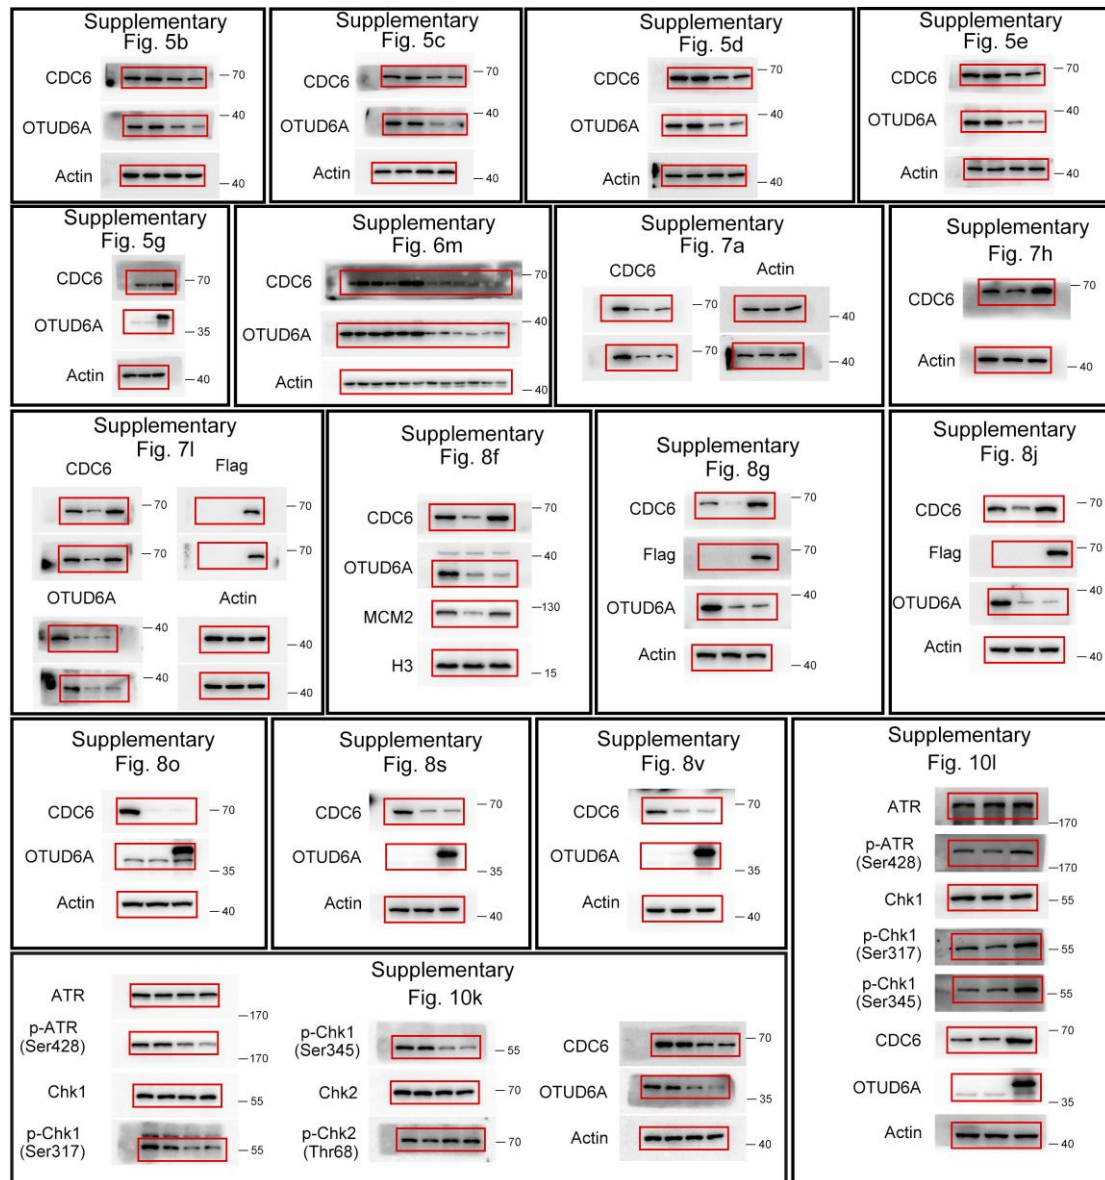 Supplementary
Fig. 5b
CDC6
70
OTUD6A
40
Actin
40
Supplementary
Fig. 5c
CDC6
70
OTUD6A
40
Actin
40
Supplementary
Fig. 5d
CDC6
70
OTUD6A
40
Actin
40
Supplementary
Fig. 5e
CDC6
70
OTUD6A
40
Actin
40
Supplementary
Fig. 5g
CDC6
70
OTUD6A
35
Actin
40
Supplementary
Fig. 6m
CDC6
70
OTUD6A
40
Actin
40
Supplementary
Fig. 7a
CDC6
Actin
70
40
70
40
Supplementary
Fig. 7h
CDC6
70
Actin
40
Supplementary
Fig. 7l
CDC6
Flag
70
70
70
70
OTUD6A
Actin
40
40
40
40
Supplementary
Fig. 8f
CDC6
70
OTUD6A
40
MCM2
130
H3
15
Supplementary
Fig. 8g
CDC6
70
Flag
70
OTUD6A
40
Actin
40
Supplementary
Fig. 8j
CDC6
70
Flag
70
OTUD6A
40
Actin
40
Supplementary
Fig. 8o
CDC6
70
OTUD6A
35
Actin
40
Supplementary
Fig. 8s
CDC6
70
OTUD6A
35
Actin
40
Supplementary
Fig. 8v
CDC6
70
OTUD6A
35
Actin
40
Supplementary
Fig. 10l
ATR
170
p-ATR
(Ser428)
170
Chk1
55
p-Chk1
(Ser317)
55
p-Chk1
(Ser345)
55
CDC6
70
OTUD6A
35
Actin
40
Supplementary
Fig. 10k
ATR
170
p-ATR
(Ser428)
170
Chk1
55
p-Chk1
(Ser317)
55
p-Chk1
(Ser345)
55
Chk2
70
p-Chk2
(Thr68)
70
CDC6
70
OTUD6A
35
Actin
40